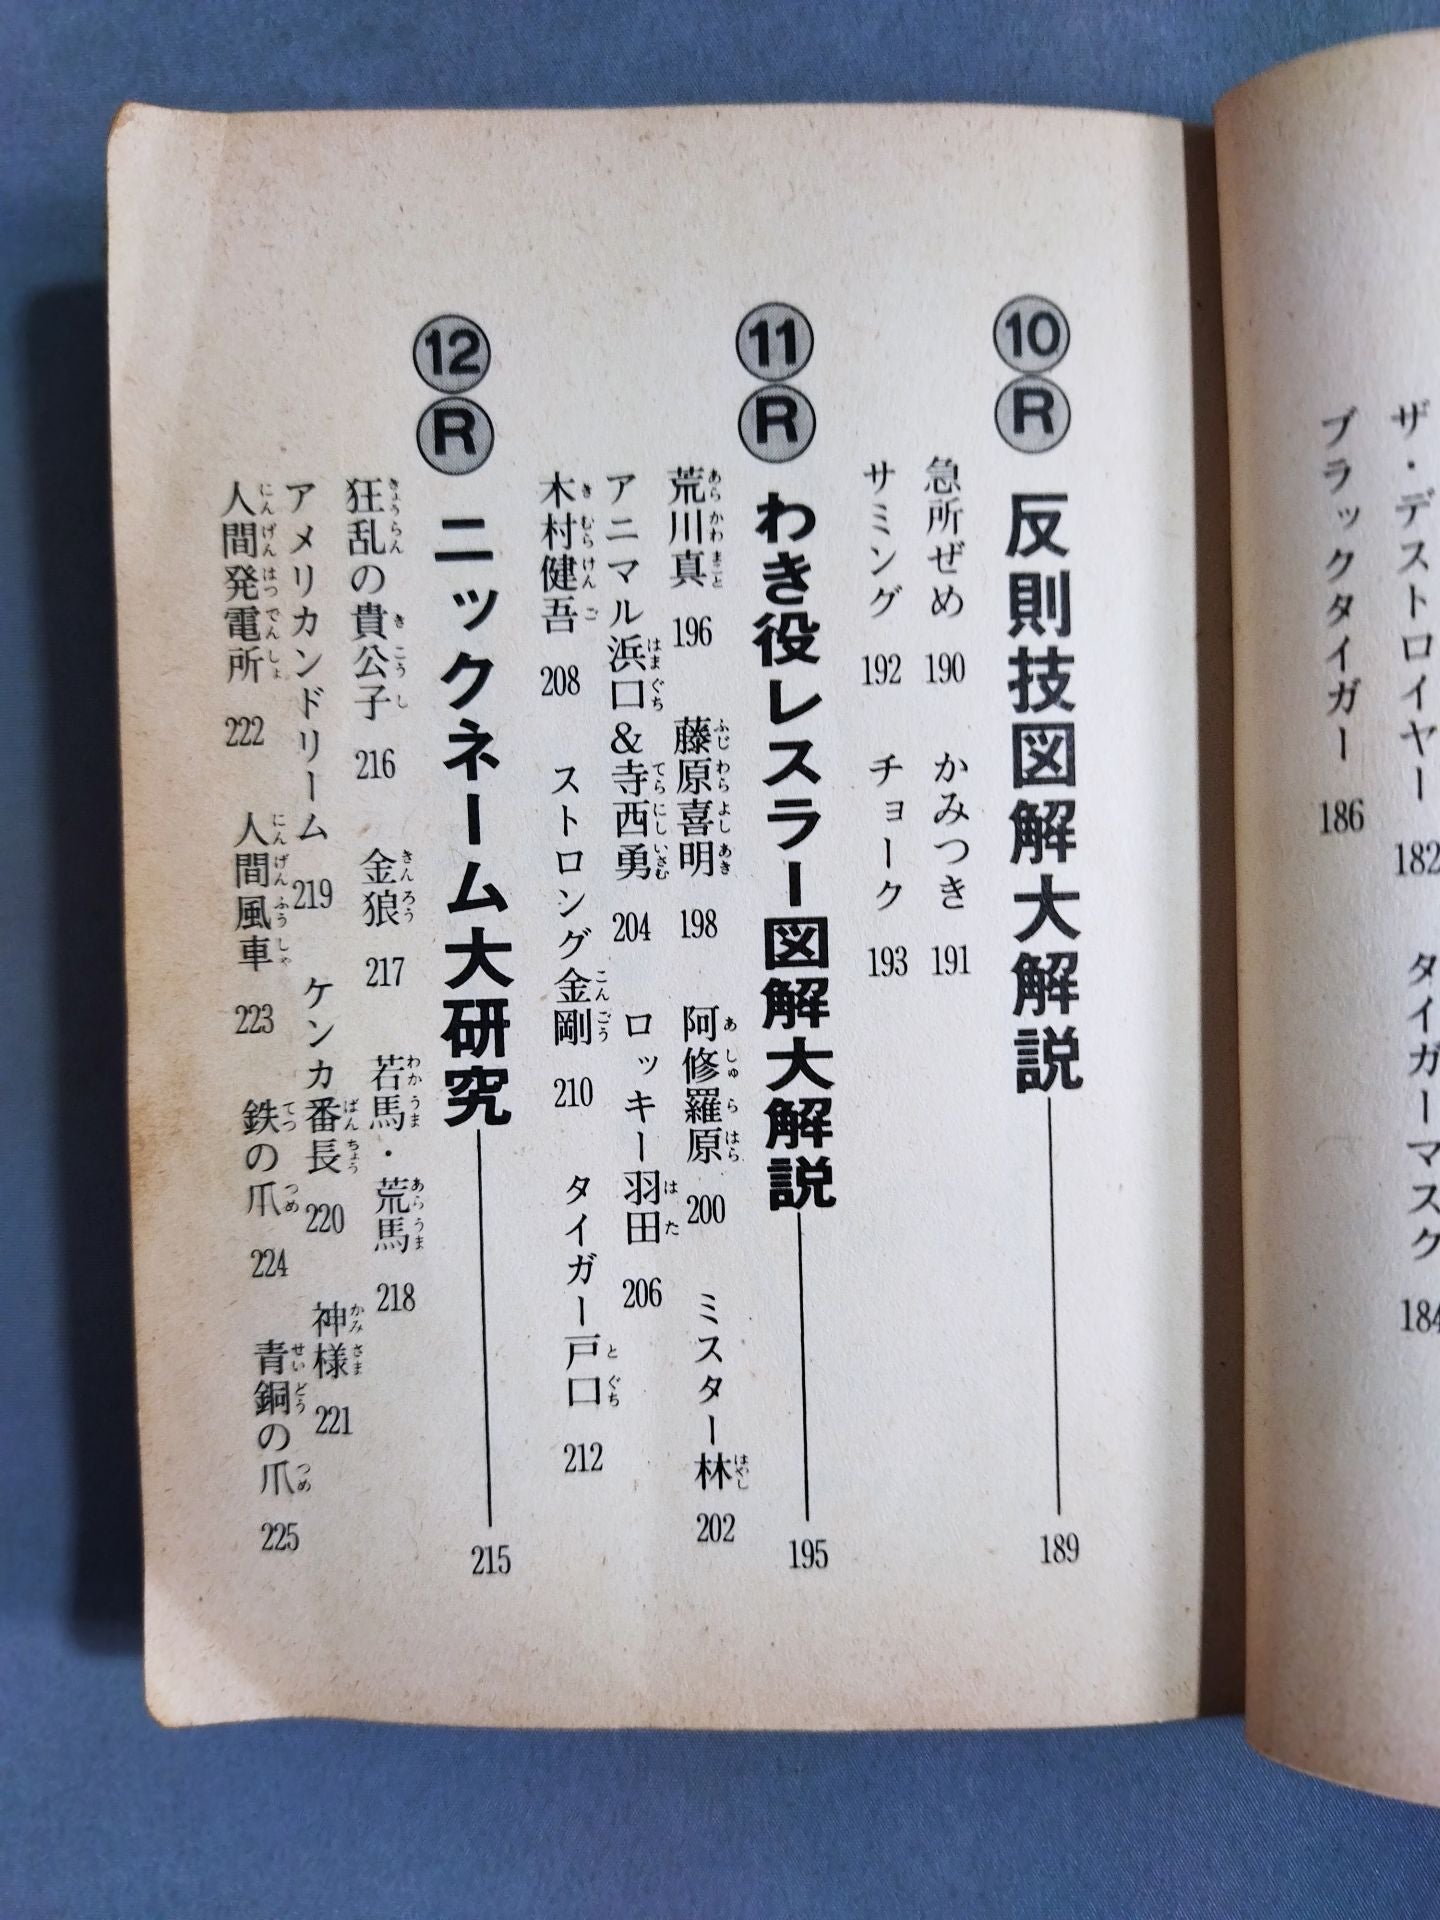 ザ・デストロイヤー 182 タイガーマスク 184
ブラックタイガー 186
⑩Ⓡ 反則技図解大解説 189
急所ぜめ 190 かみつき 191
サミング 192 チョーク 193
⑪Ⓡ わき役レスラー図解大解説 195
荒川真 196 藤原喜明 198 阿修羅原 200 ミスター林 202
アニマル浜口&寺西勇 204 ロッキー羽田 206
木村健吾 208 ストロング金剛 210 タイガー戸口 212
⑫Ⓡ ニックネーム大研究 215
狂乱の貴公子 216 金狼 217 若馬・荒馬 218
アメリカンドリーム 219 ケンカ番長 220 神様 221
人間発電所 222 人間風車 223 鉄の爪 224 青銅の爪 225